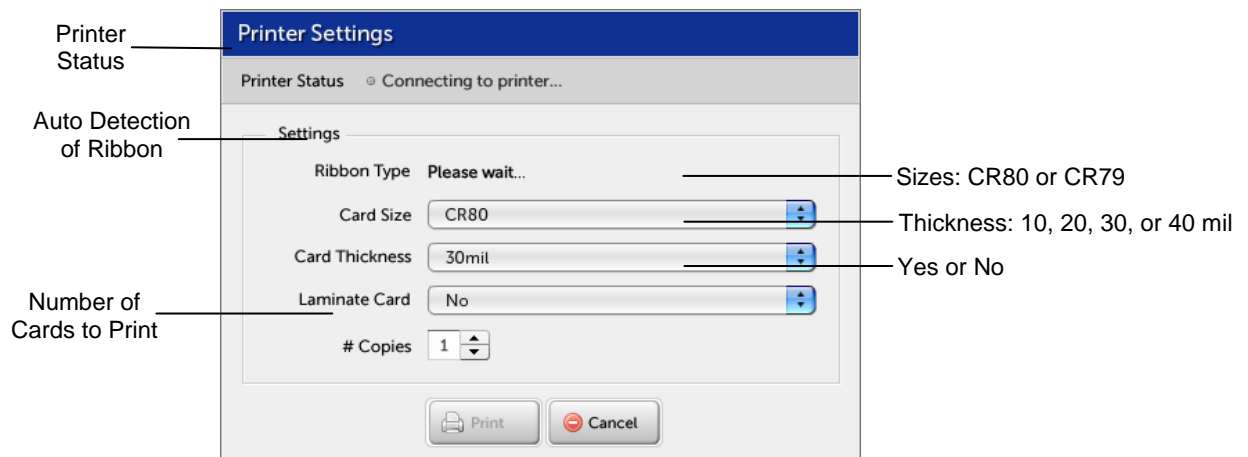 Printer
Status
Printer Settings
Printer Status Connecting to printer...
Auto Detection
of Ribbon
Settings
Ribbon Type Please wait...
Sizes: CR80 or CR79
Card Size CR80
Thickness: 10, 20, 30, or 40 mil
Card Thickness 30mil
Yes or No
Number of
Cards to Print
Laminate Card No
# Copies 1
Print Cancel